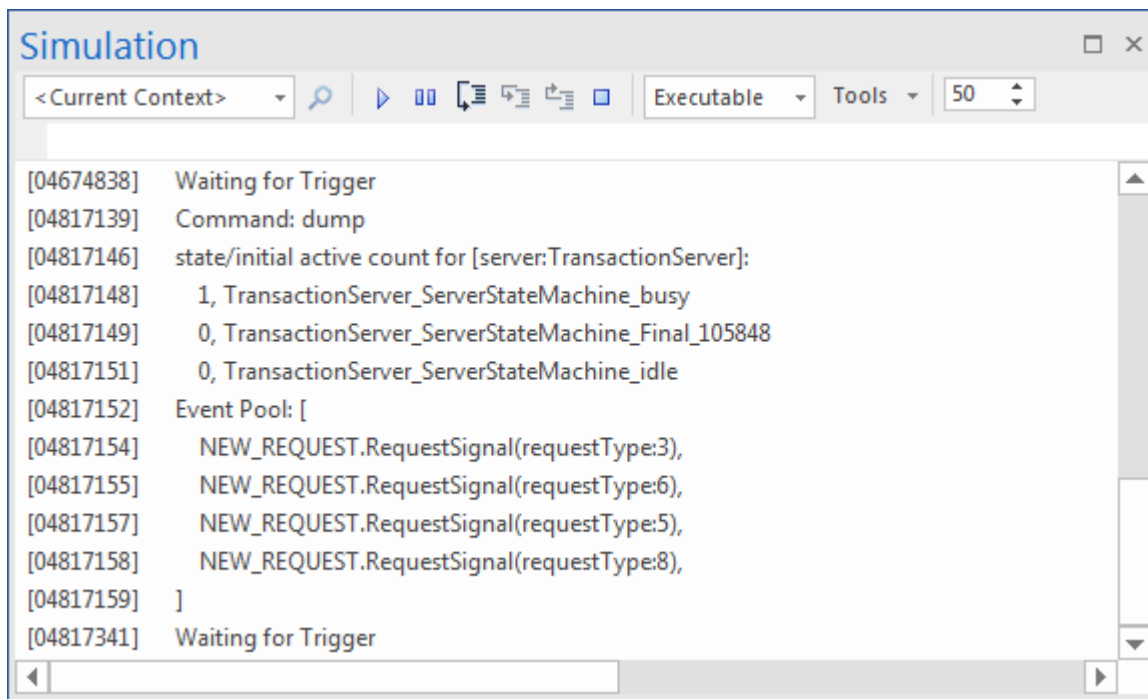 Simulation
<Current Context> Executable Tools 50
[04674838] Waiting for Trigger
[04817139] Command: dump
[04817146] state/initial active count for [server:TransactionServer]:
[04817148] 1, TransactionServer_ServerStateMachine_busy
[04817149] 0, TransactionServer_ServerStateMachine_Final_105848
[04817151] 0, TransactionServer_ServerStateMachine_idle
[04817152] Event Pool: [
[04817154] NEW_REQUEST.RequestSignal(requestType:3),
[04817155] NEW_REQUEST.RequestSignal(requestType:6),
[04817157] NEW_REQUEST.RequestSignal(requestType:5),
[04817158] NEW_REQUEST.RequestSignal(requestType:8),
[04817159] ]
[04817341] Waiting for Trigger